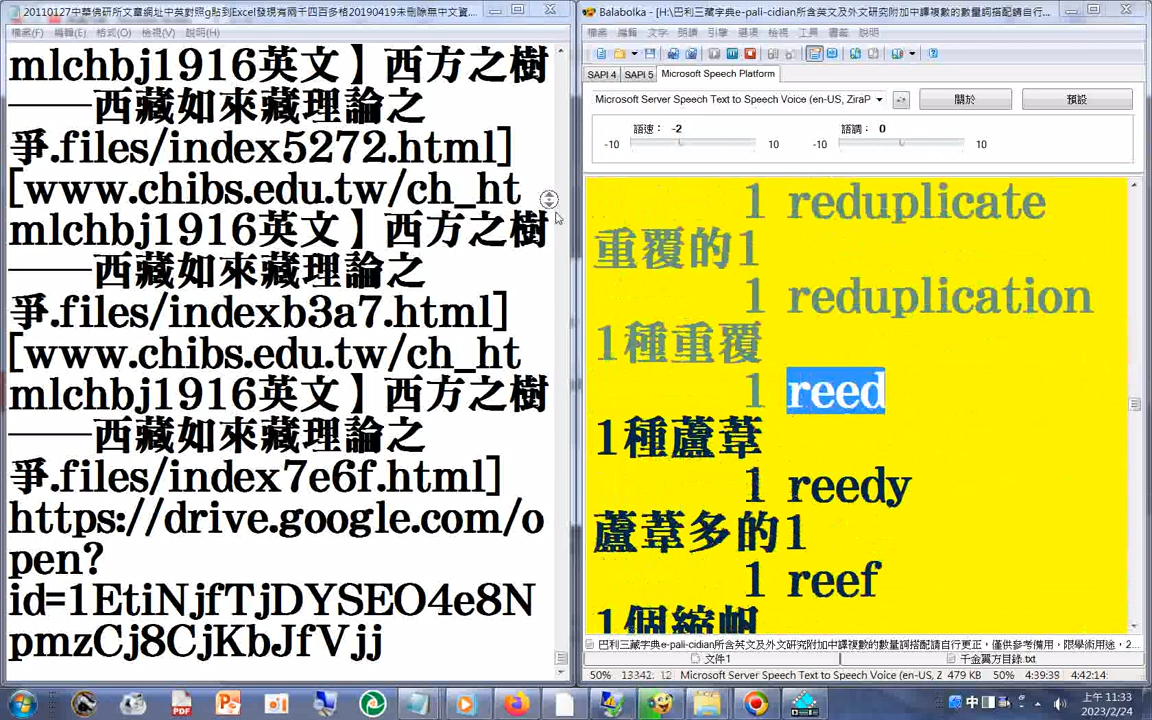 20110127中華佛研所文章網址中英對照g點到Excel發現有兩千四百多格20190419未刪除無中文資...
檔案(F) 編輯(E) 格式(O) 檢視(V) 說明(H)
mlchbj1916英文】西方之樹
——西藏如來藏理論之
爭.files/index5272.html]
[www.chibs.edu.tw/ch_ht
mlchbj1916英文】西方之樹
——西藏如來藏理論之
爭.files/indexb3a7.html]
[www.chibs.edu.tw/ch_ht
mlchbj1916英文】西方之樹
——西藏如來藏理論之
爭.files/index7e6f.html]
https://drive.google.com/o
pen?
id=1EtiNjfTjDYSEO4e8N
pmzCj8CjKbJfVjj
Balabolka - [H:\巴利三藏字典e-pali-cidian所含英文及外文研究附加中譯複數的數量詞搭配請自行...
檔案 編輯 文字 朗讀 引擎 選項 檢視 工具 書籤 說明
SAPI 4 SAPI 5 Microsoft Speech Platform
Microsoft Server Speech Text to Speech Voice (en-US, ZiraP
關於 預設
語速: -2 語調: 0
-10 10 -10 10
1 reduplicate
重覆的1
1 reduplication
1種重覆
1 reed
1種蘆葦
1 reedy
蘆葦多的1
1 reef
1個縮帆
巴利三藏字典e-pali-cidian所含英文及外文研究附加中譯複數的數量詞搭配請自行更正，僅供參考備用，限學術用途，2...
文件1 千金翼方目錄.txt
50% 13342: 12 Microsoft Server Speech Text to Speech Voice (en-U... 479 KB 50% 4:39:39 4:42:14
中
上午 11:33
2023/2/24